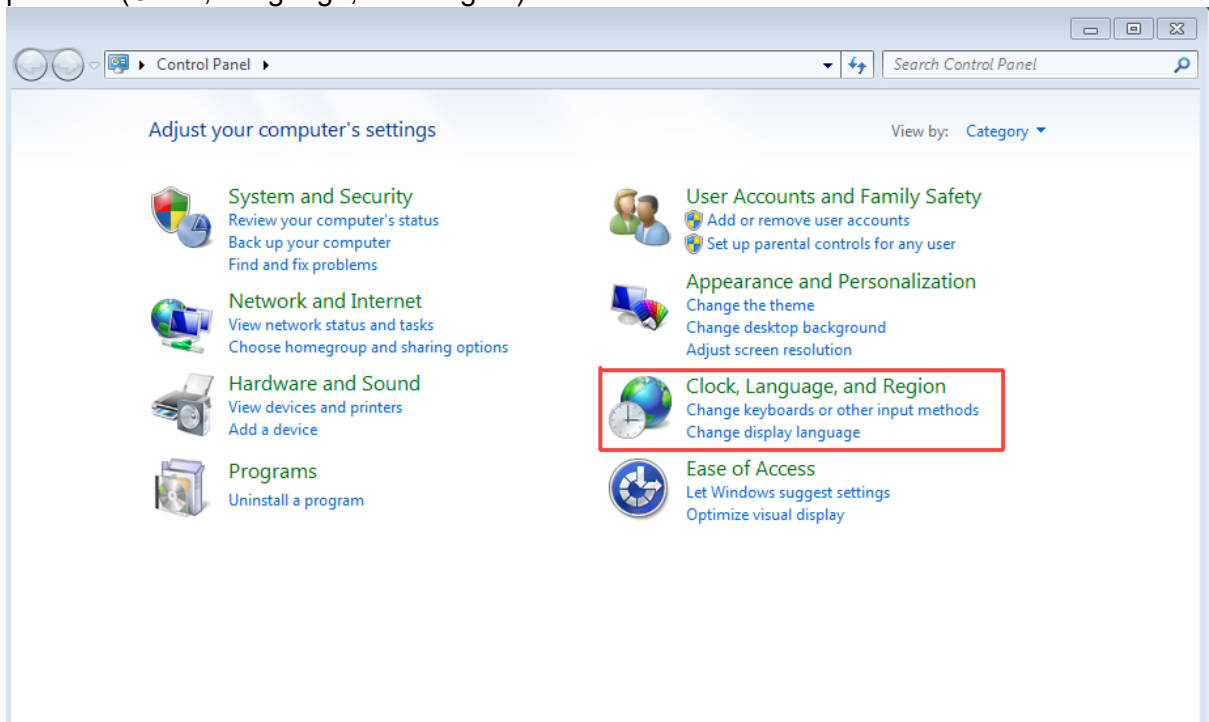 Control Panel
Search Control Panel
Adjust your computer's settings
View by: Category
System and Security
Review your computer's status
Back up your computer
Find and fix problems
Network and Internet
View network status and tasks
Choose homegroup and sharing options
Hardware and Sound
View devices and printers
Add a device
Programs
Uninstall a program
User Accounts and Family Safety
Add or remove user accounts
Set up parental controls for any user
Appearance and Personalization
Change the theme
Change desktop background
Adjust screen resolution
Clock, Language, and Region
Change keyboards or other input methods
Change display language
Ease of Access
Let Windows suggest settings
Optimize visual display